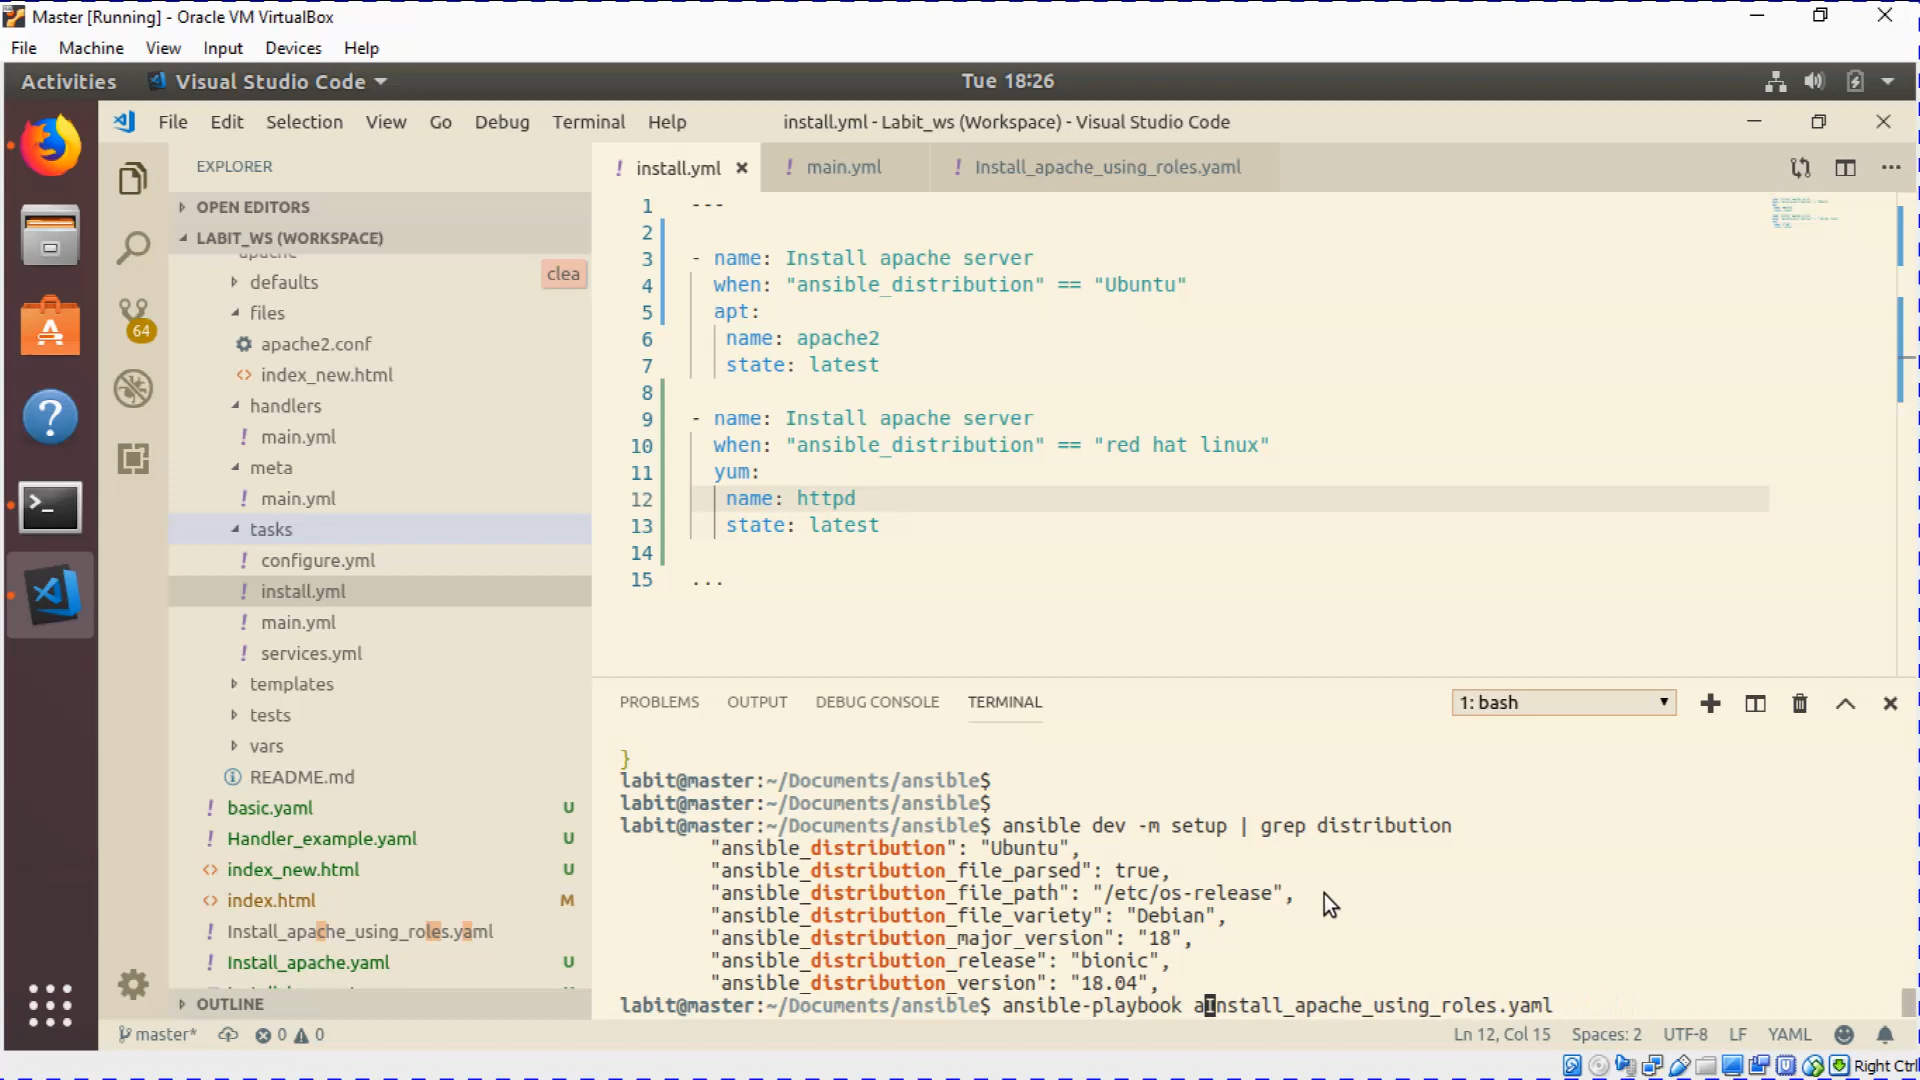 Master [Running] - Oracle VM VirtualBox
File Machine View Input Devices Help
Activities Visual Studio Code Tue 18:26
File Edit Selection View Go Debug Terminal Help install.yml - Labit_ws (Workspace) - Visual Studio Code
EXPLORER
OPEN EDITORS
LABIT_WS (WORKSPACE)
apache
clea
defaults
files
apache2.conf
index_new.html
handlers
main.yml
meta
main.yml
tasks
configure.yml
install.yml
main.yml
services.yml
templates
tests
vars
README.md
basic.yaml U
Handler_example.yaml U
index_new.html U
index.html M
Install_apache_using_roles.yaml
Install_apache.yaml U
OUTLINE
64
! install.yml ! main.yml ! Install_apache_using_roles.yaml
1 ---
2
3 - name: Install apache server
4 when: "ansible_distribution" == "Ubuntu"
5 apt:
6 name: apache2
7 state: latest
8
9 - name: Install apache server
10 when: "ansible_distribution" == "red hat linux"
11 yum:
12 name: httpd
13 state: latest
14
15 ...
PROBLEMS OUTPUT DEBUG CONSOLE TERMINAL 1: bash
}
labit@master:~/Documents/ansible$
labit@master:~/Documents/ansible$
labit@master:~/Documents/ansible$ ansible dev -m setup | grep distribution
"ansible_distribution": "Ubuntu",
"ansible_distribution_file_parsed": true,
"ansible_distribution_file_path": "/etc/os-release",
"ansible_distribution_file_variety": "Debian",
"ansible_distribution_major_version": "18",
"ansible_distribution_release": "bionic",
"ansible_distribution_version": "18.04",
labit@master:~/Documents/ansible$ ansible-playbook aInstall_apache_using_roles.yaml
master* 0 0 Ln 12, Col 15 Spaces: 2 UTF-8 LF YAML
Right Ctrl